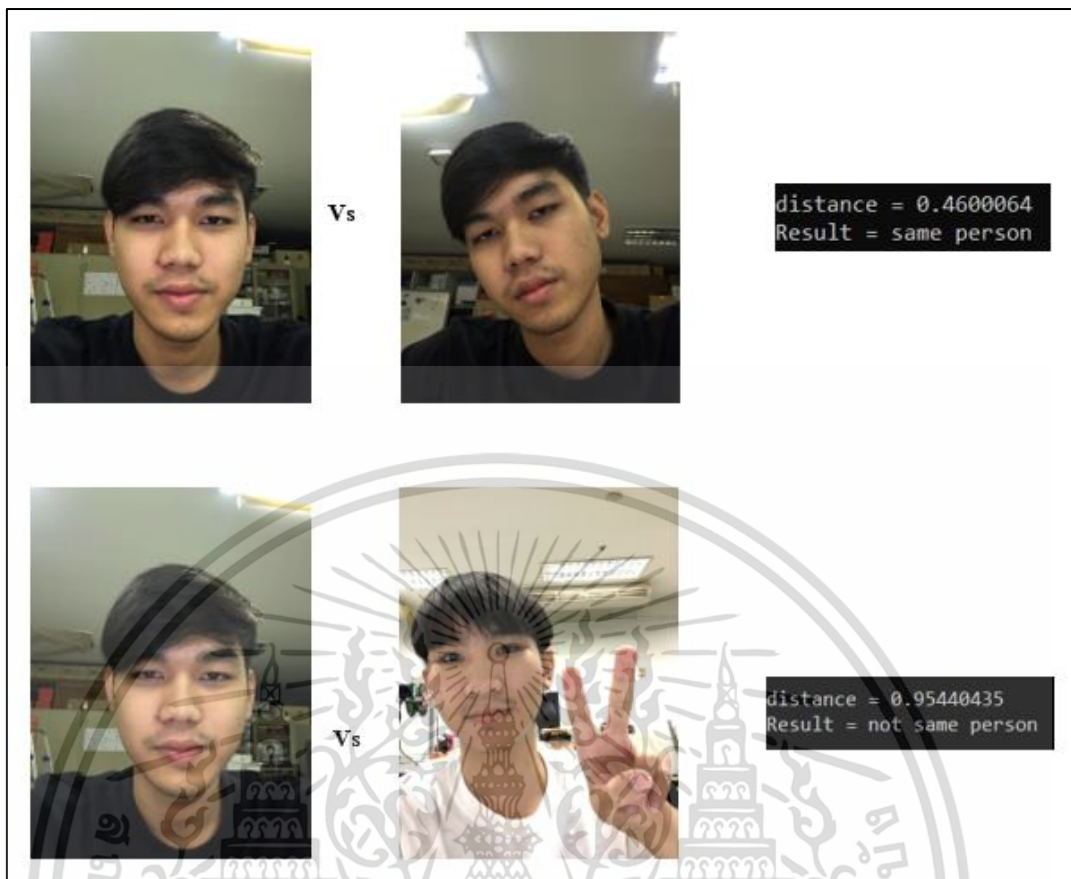 Vs
distance = 0.4600064
Result = same person
Vs
distance = 0.95440435
Result = not same person